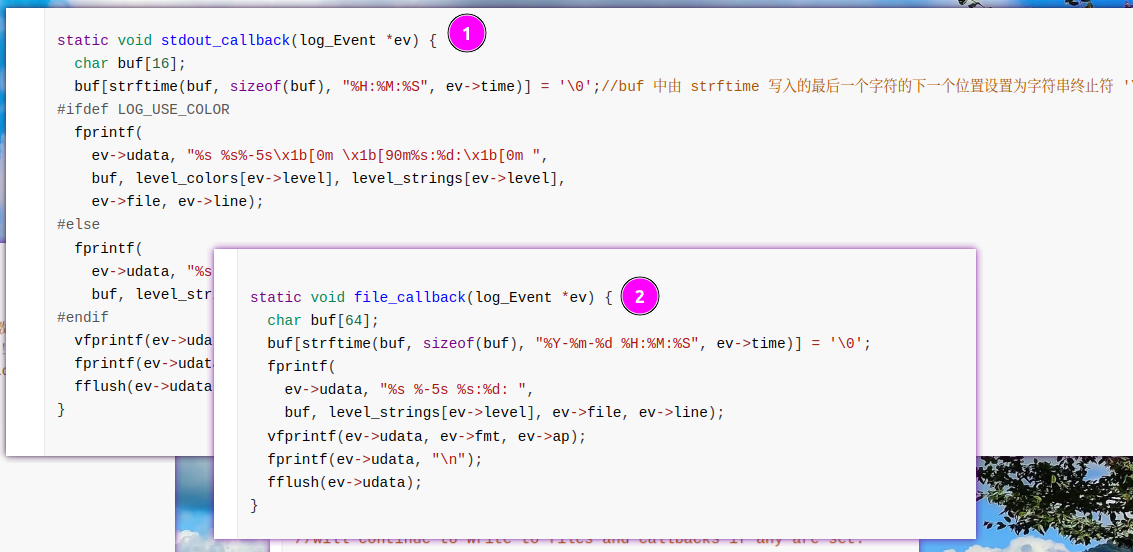 static void stdout_callback(log_Event *ev) {
1
char buf[16];
buf[strftime(buf, sizeof(buf), "%H:%M:%S", ev->time)] = '\0';//buf 中由 strftime 写入的最后一个字符的下一个位置设置为字符串终止符 '\
#ifdef LOG_USE_COLOR
fprintf(
ev->udata, "%s %s%-5s\x1b[0m \x1b[90m%s:%d:\x1b[0m ",
buf, level_colors[ev->level], level_strings[ev->level],
ev->file, ev->line);
#else
fprintf(
ev->udata, "%s
buf, level_str
#endif
vfprintf(ev->uda
fprintf(ev->udat
fflush(ev->udata
}
static void file_callback(log_Event *ev) {
2
char buf[64];
buf[strftime(buf, sizeof(buf), "%Y-%m-%d %H:%M:%S", ev->time)] = '\0';
fprintf(
ev->udata, "%s %-5s %s:%d: ",
buf, level_strings[ev->level], ev->file, ev->line);
vfprintf(ev->udata, ev->fmt, ev->ap);
fprintf(ev->udata, "\n");
fflush(ev->udata);
}
//will continue to write to files and callbacks if any are set.